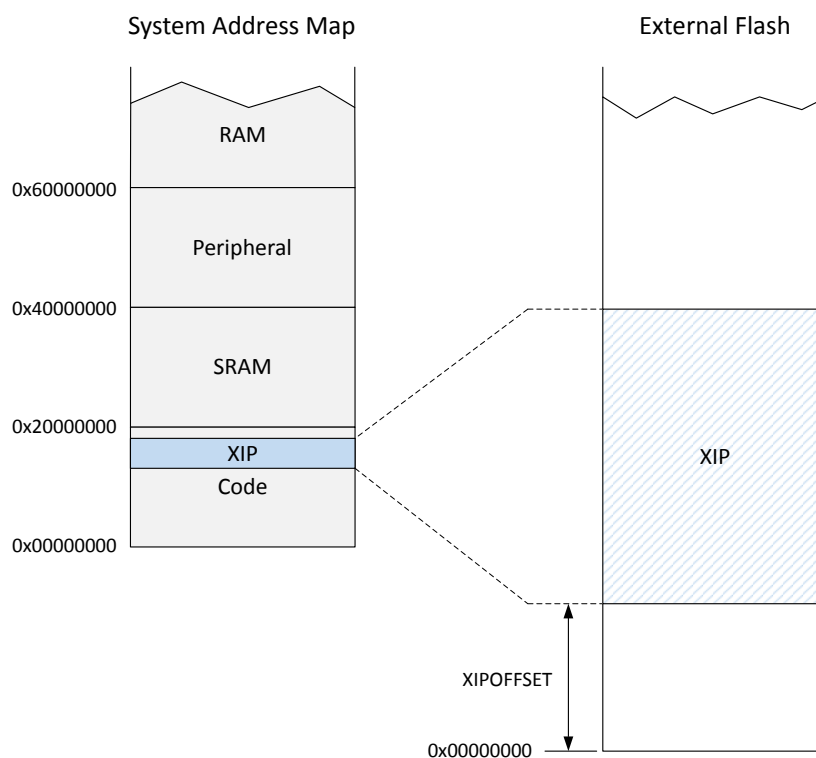 System Address Map
External Flash
RAM
0x60000000
Peripheral
0x40000000
SRAM
0x20000000
XIP
XIP
Code
0x00000000
XIPOFFSET
0x00000000